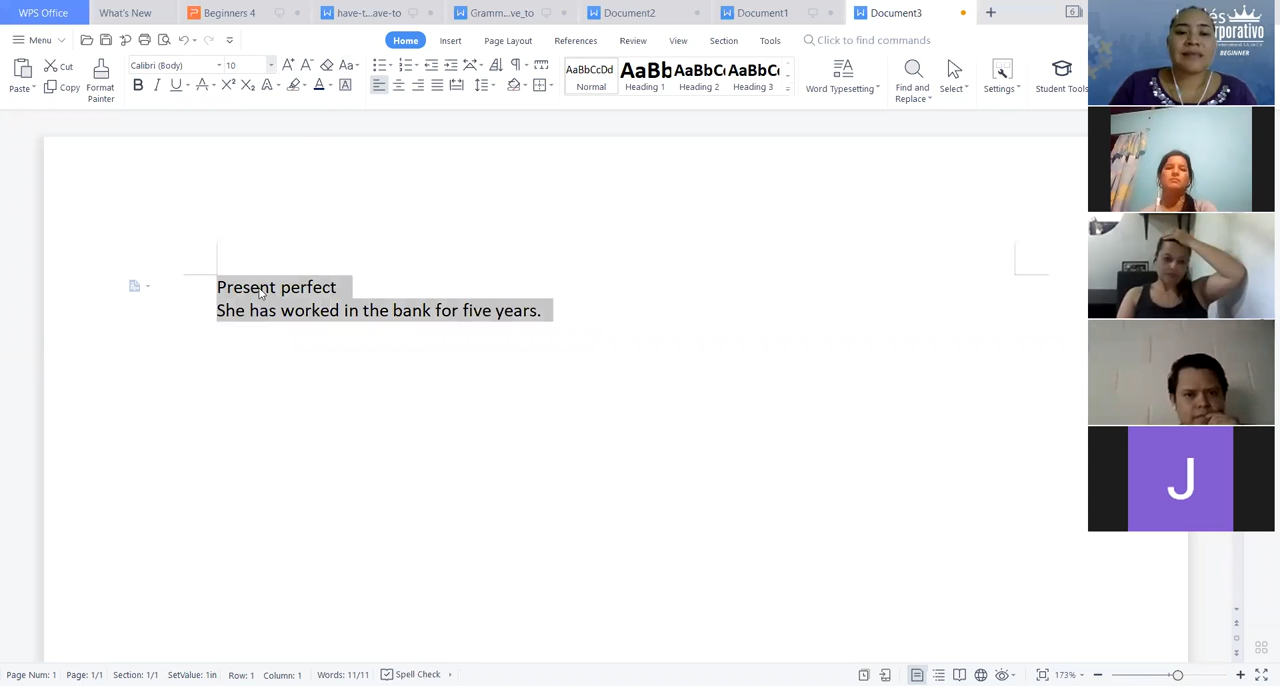 WPS Office
What's New
Beginners 4
have-t...ave-to
Gramm...ve_to
Document2
Document1
Document3
6
Menu
Home
Insert
Page Layout
References
Review
View
Section
Tools
Click to find commands
Paste
Cut
Copy
Format
Painter
Calibri (Body)
10
AaBbCcDd
Normal
AaBb
Heading 1
AaBbC
Heading 2
AaBbC
Heading 3
Word Typesetting
Find and
Replace
Select
Settings
Student Tools
BEGINNER
Present perfect
She has worked in the bank for five years.
J
Page Num: 1
Page: 1/1
Section: 1/1
SetValue: 1in
Row: 1
Column: 1
Words: 11/11
Spell Check
173%